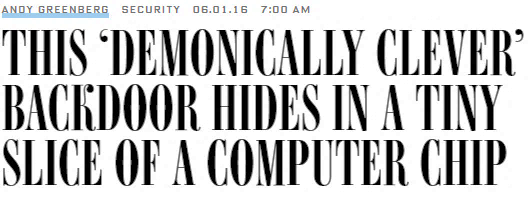 ANDY GREENBERG SECURITY 06.01.16 7:00 AM
THIS ‘DEMONICALLY CLEVER’
BACKDOOR HIDES IN A TINY
SLICE OF A COMPUTER CHIP